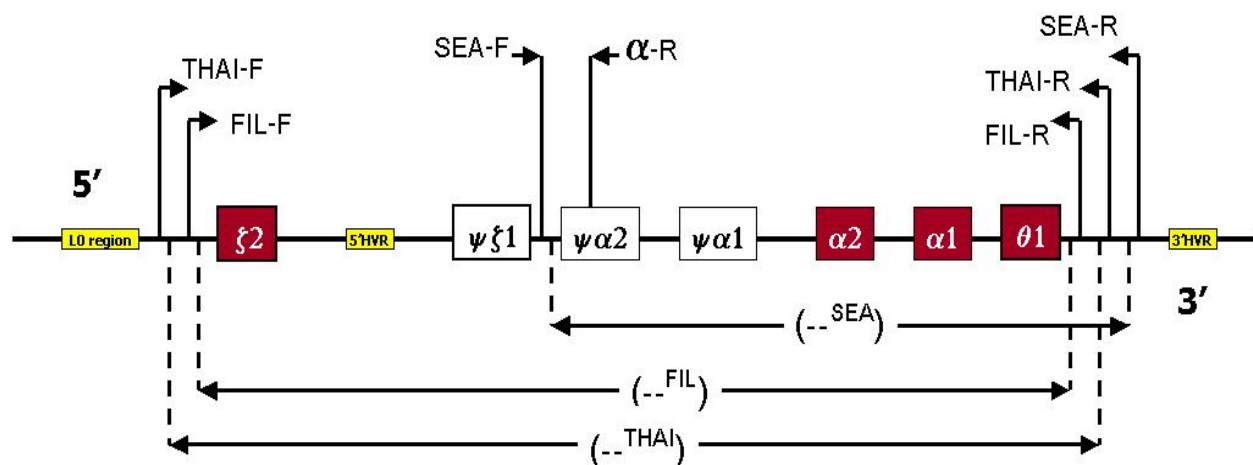 SEA-R
SEA-F
α-R
THAI-F
THAI-R
FIL-F
FIL-R
5′
L0 region
ζ2
5'HVR
ψζ1
ψα2
ψα1
α2
α1
θ1
3'HVR
3′
(--SEA)
(--FIL)
(--THAI)